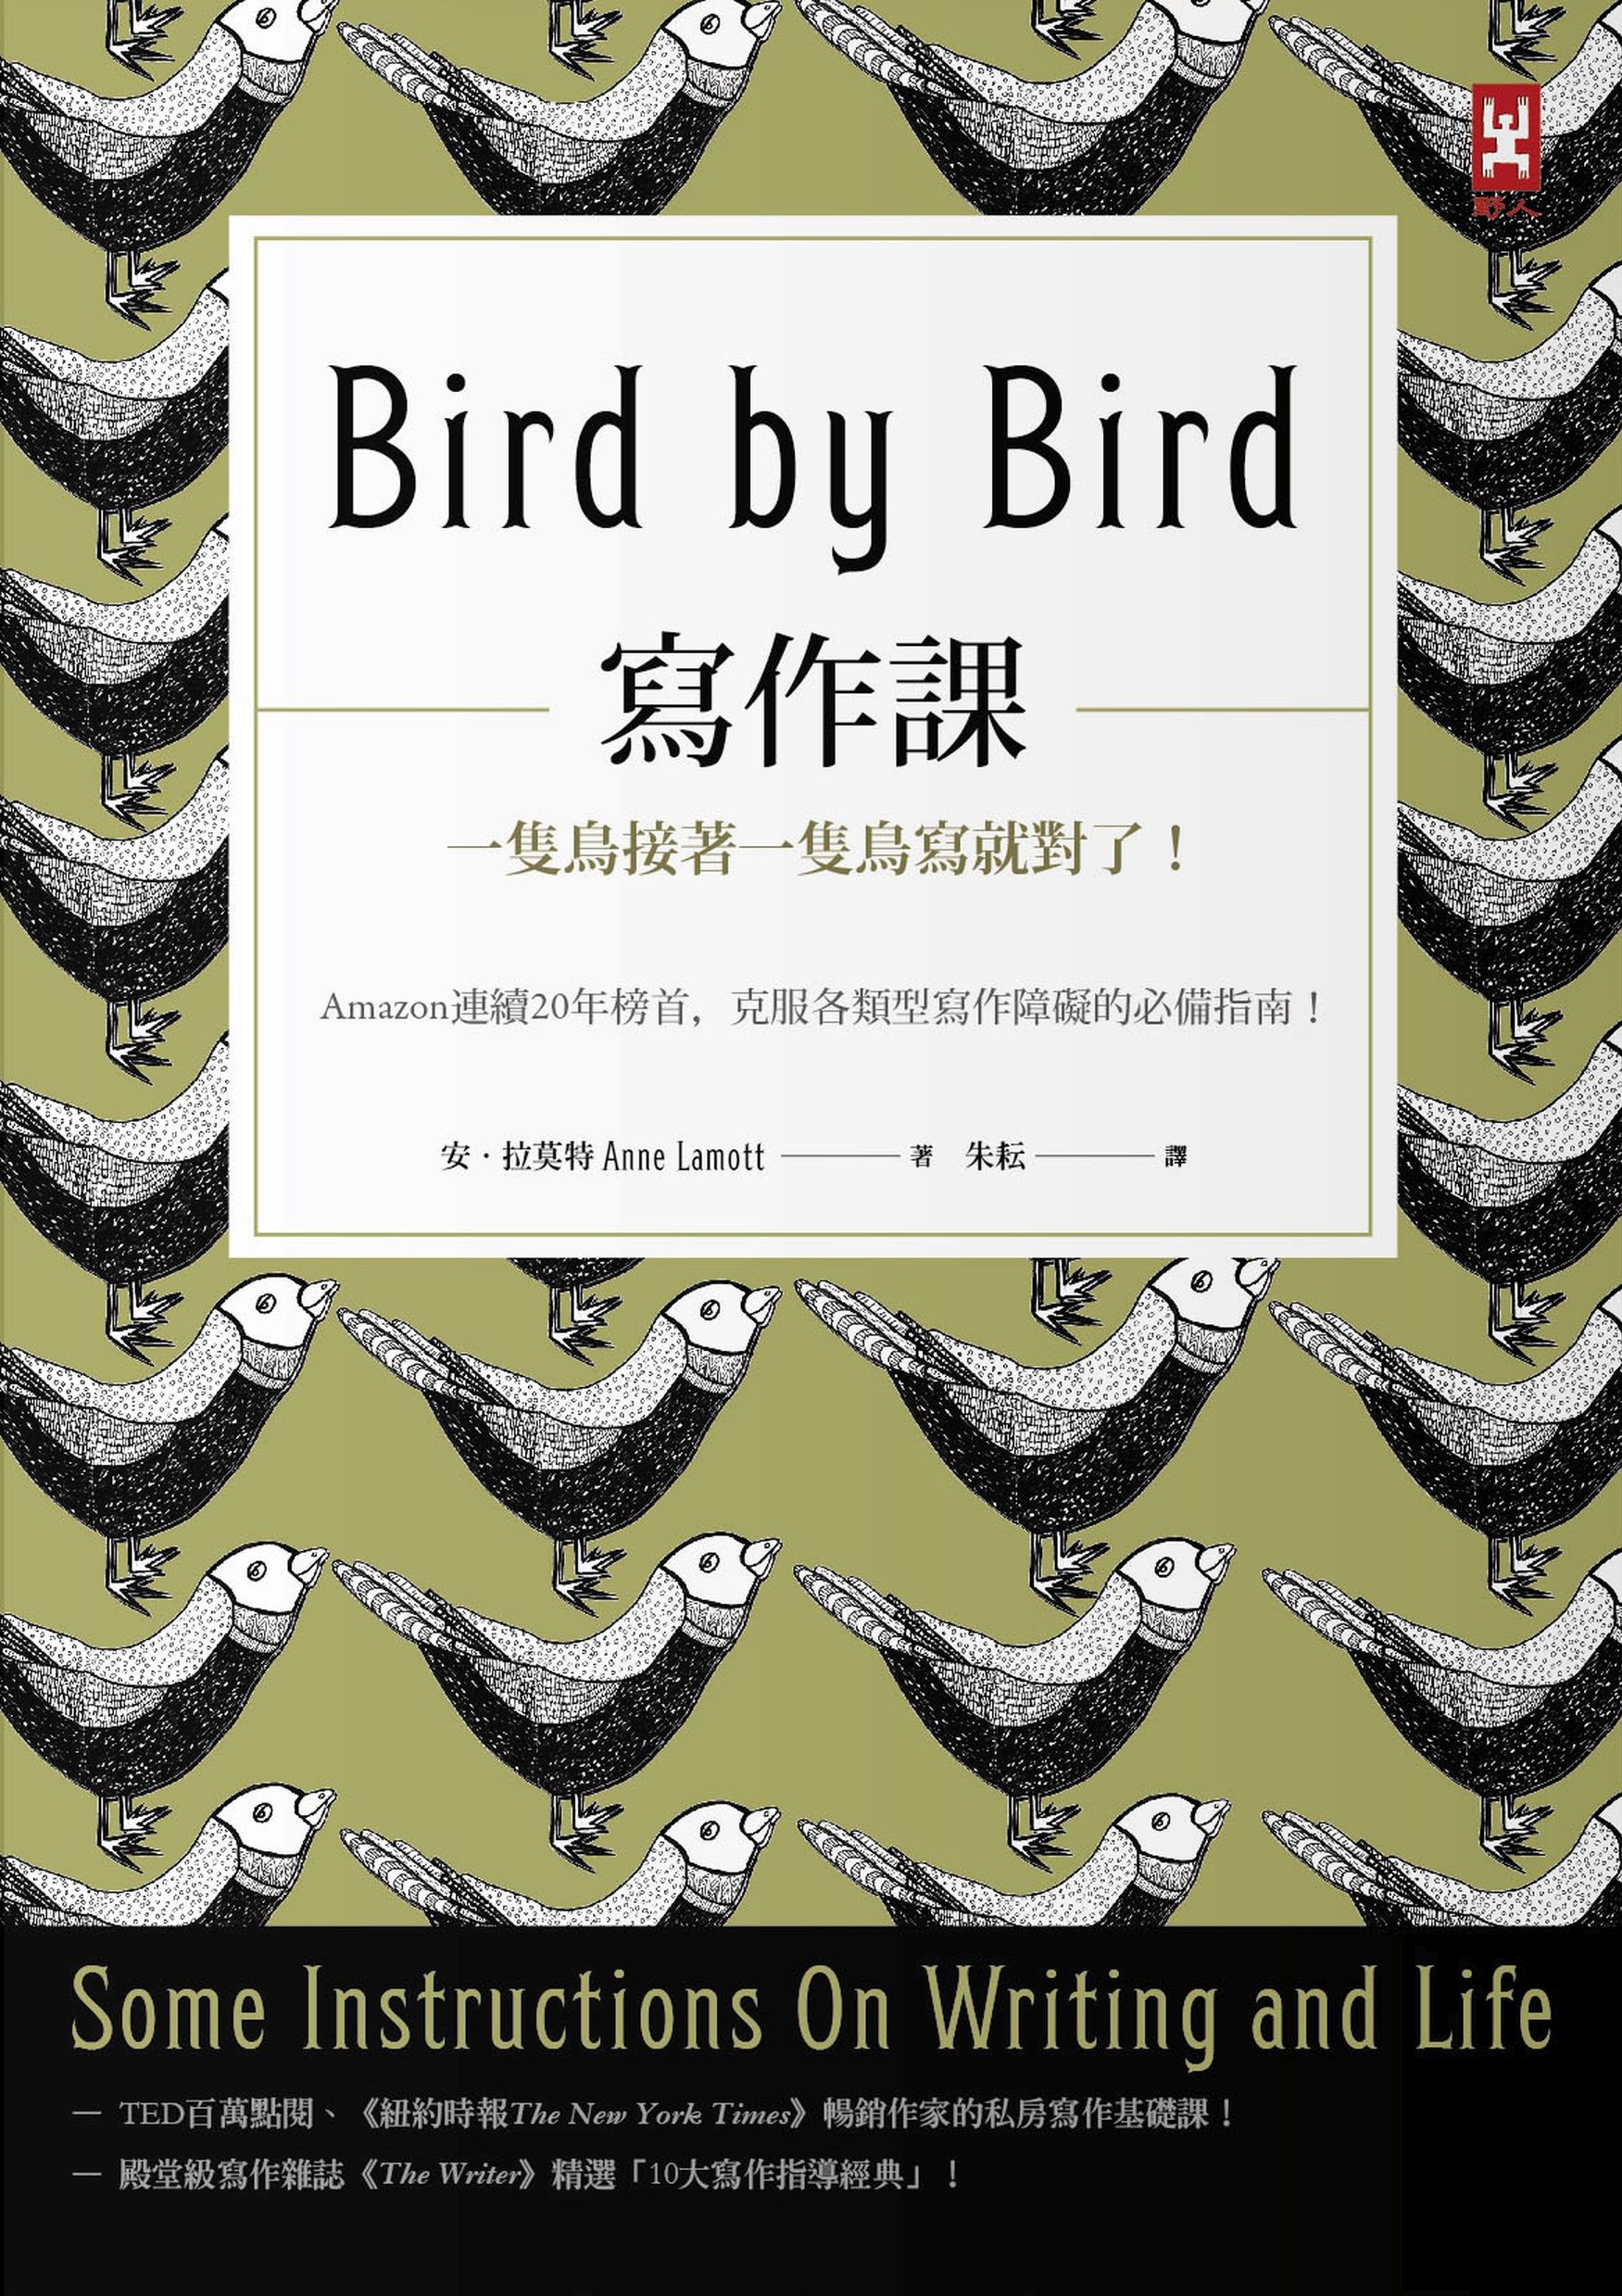 野人
Bird by Bird
寫作課
一隻鳥接著一隻鳥寫就對了！
Amazon連續20年榜首，克服各類型寫作障礙的必備指南！
安・拉莫特 Anne Lamott —— 著 朱耘 —— 譯
Some Instructions On Writing and Life
— TED百萬點閱、《紐約時報The New York Times》暢銷作家的私房寫作基礎課！
— 殿堂級寫作雜誌《The Writer》精選「10大寫作指導經典」！